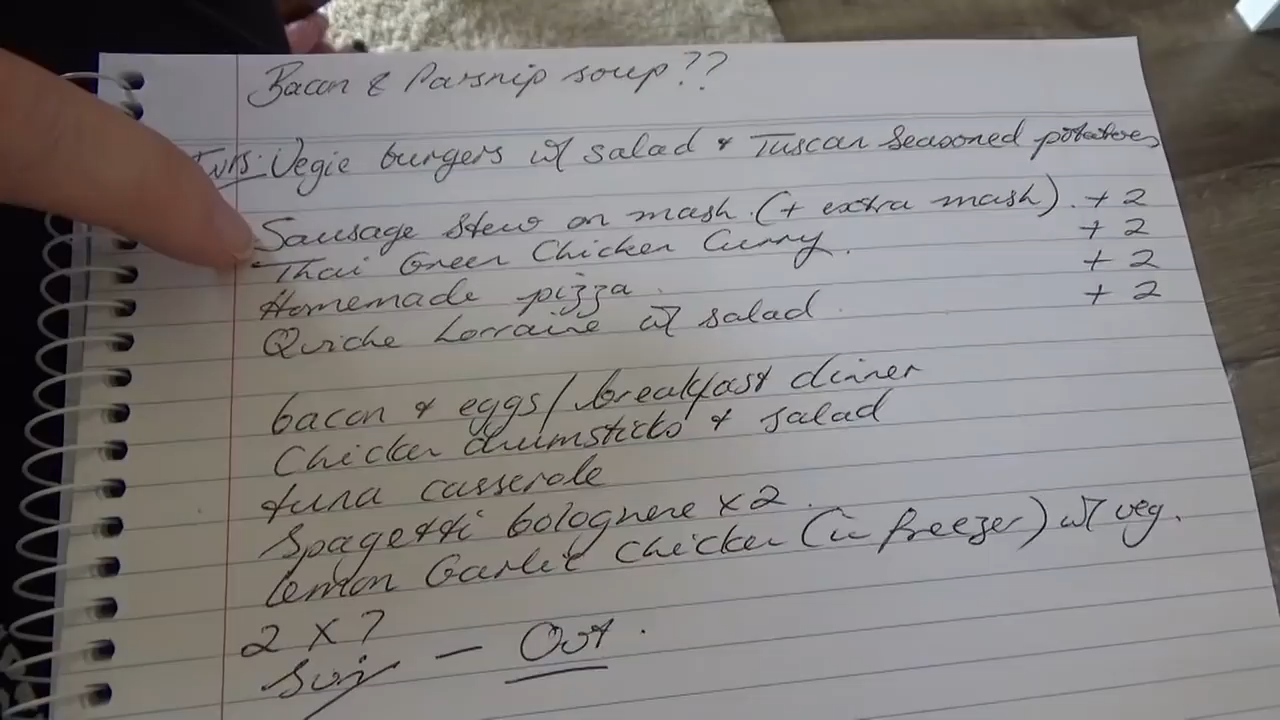 Bacon & Parsnip soup??
Vegie burgers w/ salad & Tuscan Seasoned potatoes
Sausage Stew on mash. (+ extra mash). + 2
Thai Green Chicken Curry. + 2
Homemade pizza. + 2
Quiche Lorraine w/ salad. + 2
bacon & eggs/breakfast dinner
Chicken drumsticks & salad
tuna casserole
Spagetti bolognese x 2.
lemon Garlic Chicken (in freezer) w/ veg.
2 x ?
Sun — Out.